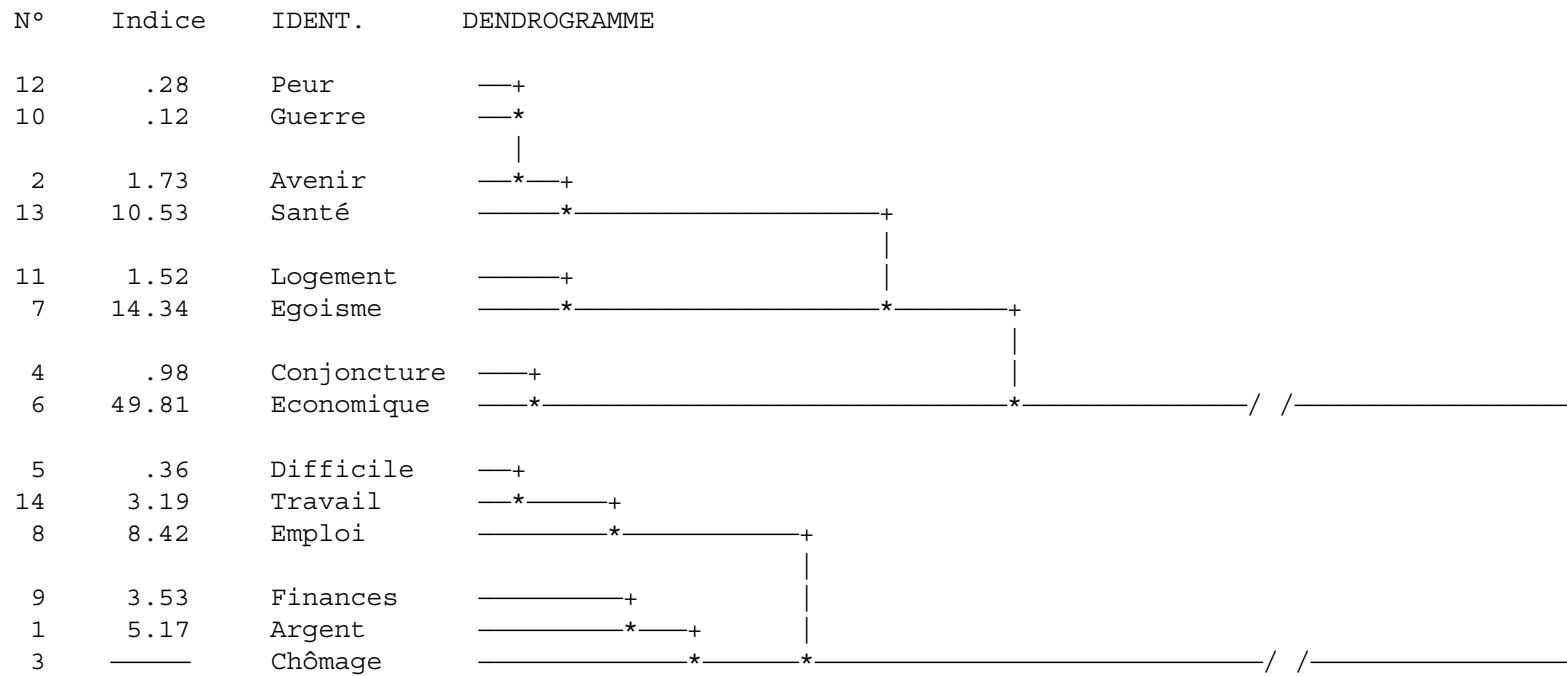 N° Indice IDENT. DENDROGRAMME
12 .28 Peur
10 .12 Guerre
2 1.73 Avenir
13 10.53 Santé
11 1.52 Logement
7 14.34 Egoisme
4 .98 Conjoncture
6 49.81 Economique
5 .36 Difficile
14 3.19 Travail
8 8.42 Emploi
9 3.53 Finances
1 5.17 Argent
3 ───── Chômage